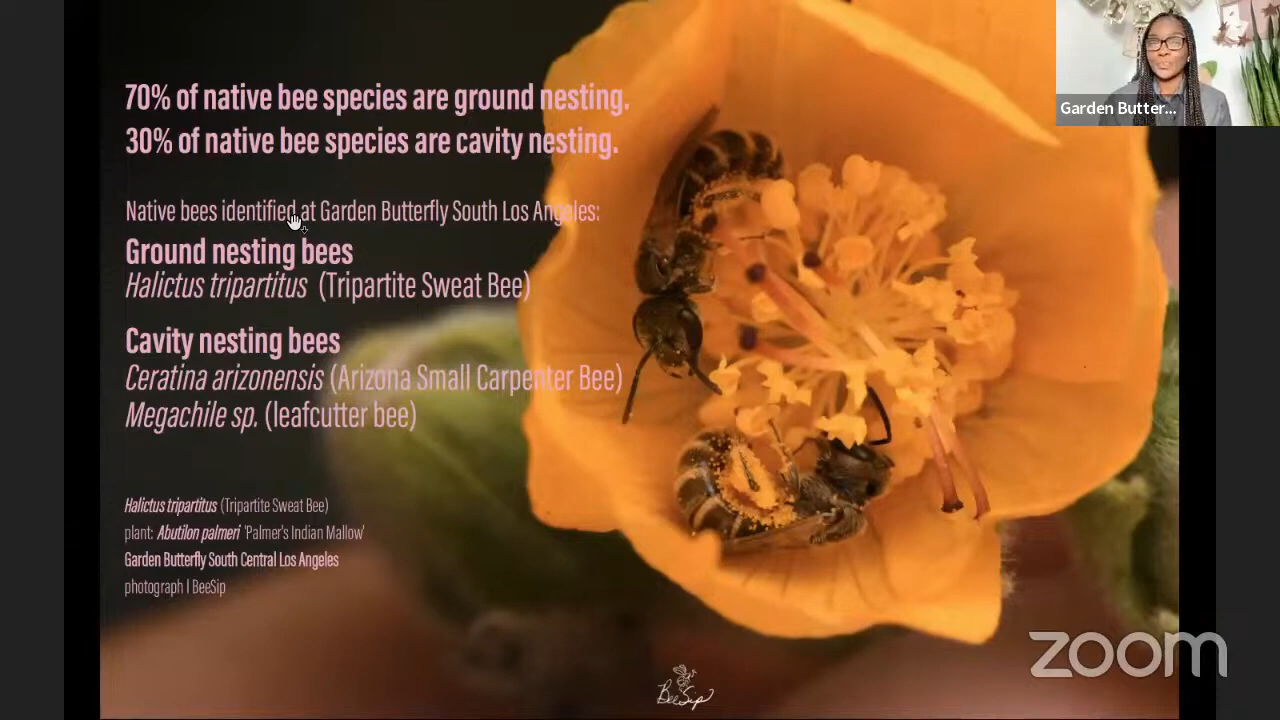 70% of native bee species are ground nesting.
30% of native bee species are cavity nesting.
Native bees identified at Garden Butterfly South Los Angeles:
Ground nesting bees
Halictus tripartitus (Tripartite Sweat Bee)
Cavity nesting bees
Ceratina arizonensis (Arizona Small Carpenter Bee)
Megachile sp. (leafcutter bee)
Halictus tripartitus (Tripartite Sweat Bee)
plant: Abutilon palmeri 'Palmer's Indian Mallow'
Garden Butterfly South Central Los Angeles
photograph | BeeSip
Garden Butter...
zoom
BeeSip